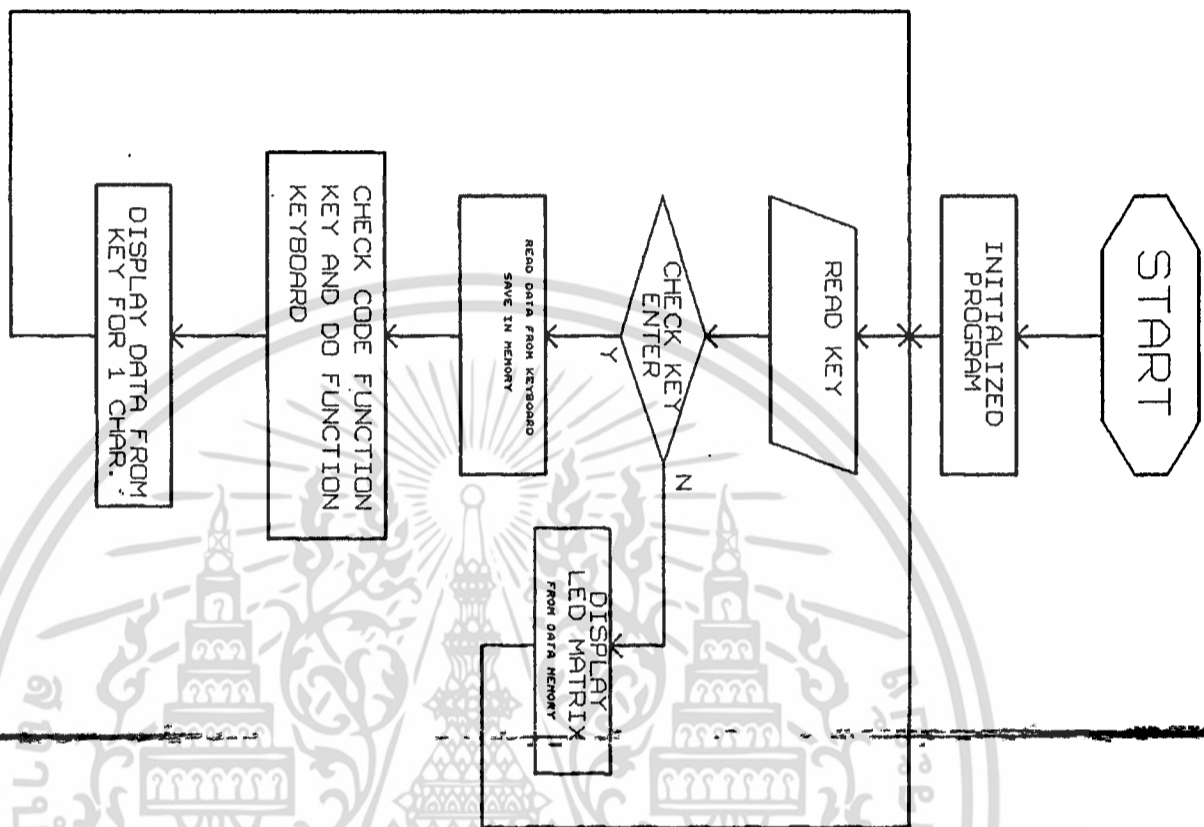 START
INITIALIZED
PROGRAM
READ KEY
CHECK KEY
ENTER
Y
N
READ DATA FROM KEYBOARD
SAVE IN MEMORY
DISPLAY
LED MATRIX
FROM DATA MEMORY
CHECK CODE FUNCTION
KEY AND DO FUNCTION
KEYBOARD
DISPLAY DATA FROM
KEY FOR 1 CHAR.